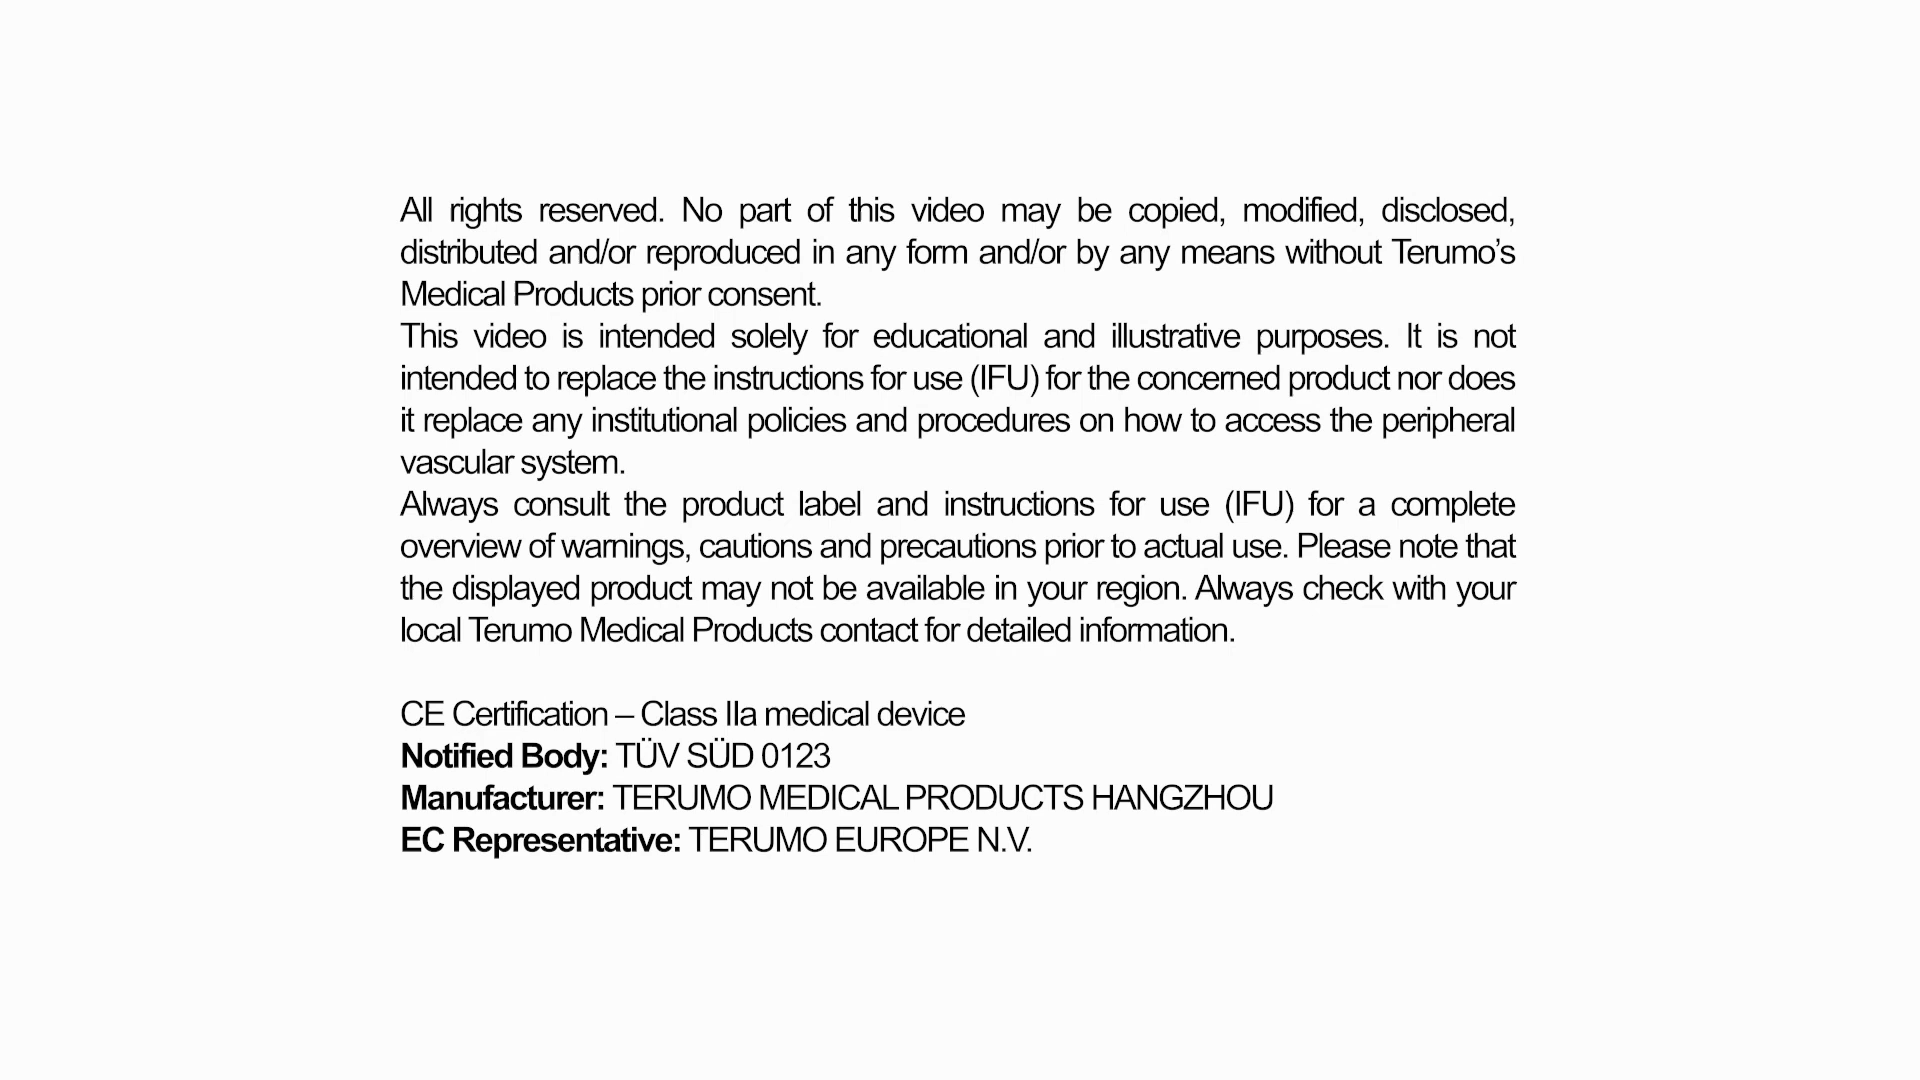 All rights reserved. No part of this video may be copied, modified, disclosed,
distributed and/or reproduced in any form and/or by any means without Terumo’s
Medical Products prior consent.
This video is intended solely for educational and illustrative purposes. It is not
intended to replace the instructions for use (IFU) for the concerned product nor does
it replace any institutional policies and procedures on how to access the peripheral
vascular system.
Always consult the product label and instructions for use (IFU) for a complete
overview of warnings, cautions and precautions prior to actual use. Please note that
the displayed product may not be available in your region. Always check with your
local Terumo Medical Products contact for detailed information.
CE Certification – Class IIa medical device
Notified Body: TÜV SÜD 0123
Manufacturer: TERUMO MEDICAL PRODUCTS HANGZHOU
EC Representative: TERUMO EUROPE N.V.